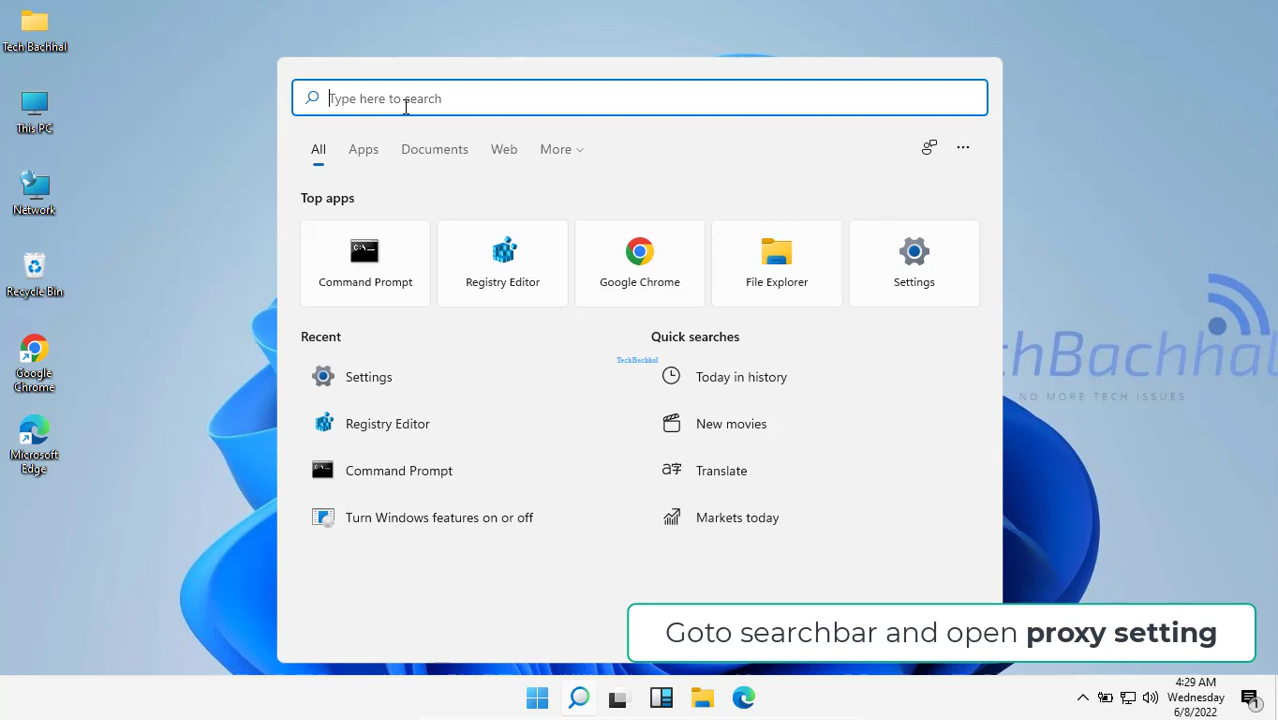 Tech Bachhal
This PC
Network
Recycle Bin
Google
Chrome
Microsoft
Edge
Type here to search
All Apps Documents Web More
Top apps
Command Prompt
Registry Editor
Google Chrome
File Explorer
Settings
Recent
Settings
Registry Editor
Command Prompt
Turn Windows features on or off
Quick searches
TechBachhal
Today in history
New movies
Translate
Markets today
chBachhal
NO MORE TECH ISSUES
Goto searchbar and open proxy setting
4:29 AM
Wednesday
6/8/2022
1